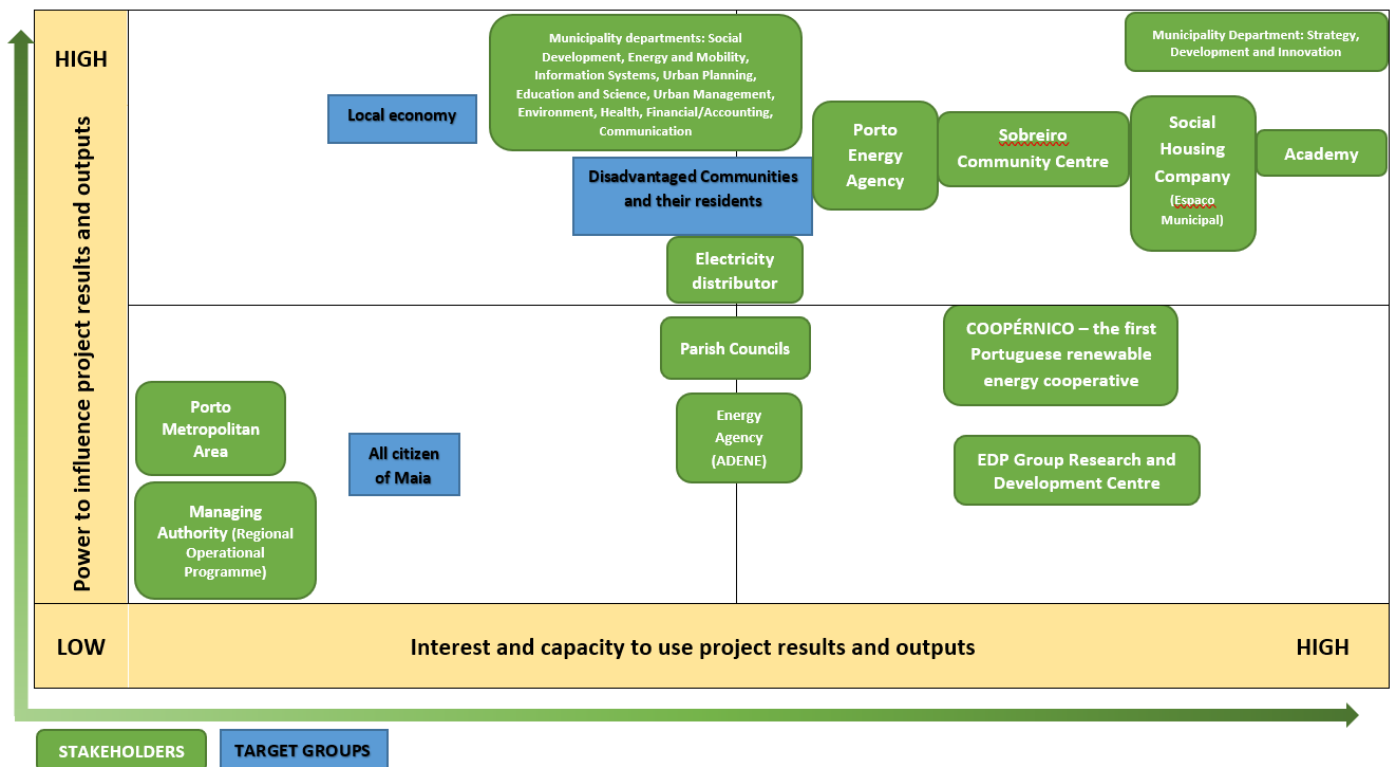 HIGH
Power to influence project results and outputs
Municipality departments: Social
Development, Energy and Mobility,
Information Systems, Urban Planning,
Education and Science, Urban Management,
Environment, Health, Financial/Accounting,
Communication
Municipality Department: Strategy,
Development and Innovation
Local economy
Porto
Energy
Agency
Sobreiro
Community Centre
Social
Housing
Company
(Espaco
Municipal)
Academy
Disadvantaged Communities
and their residents
Electricity
distributor
Parish Councils
COOPÉRNICO – the first
Portuguese renewable
energy cooperative
Porto
Metropolitan
Area
All citizen
of Maia
Energy
Agency
(ADENE)
EDP Group Research and
Development Centre
Managing
Authority (Regional
Operational
Programme)
LOW
Interest and capacity to use project results and outputs
HIGH
STAKEHOLDERS
TARGET GROUPS